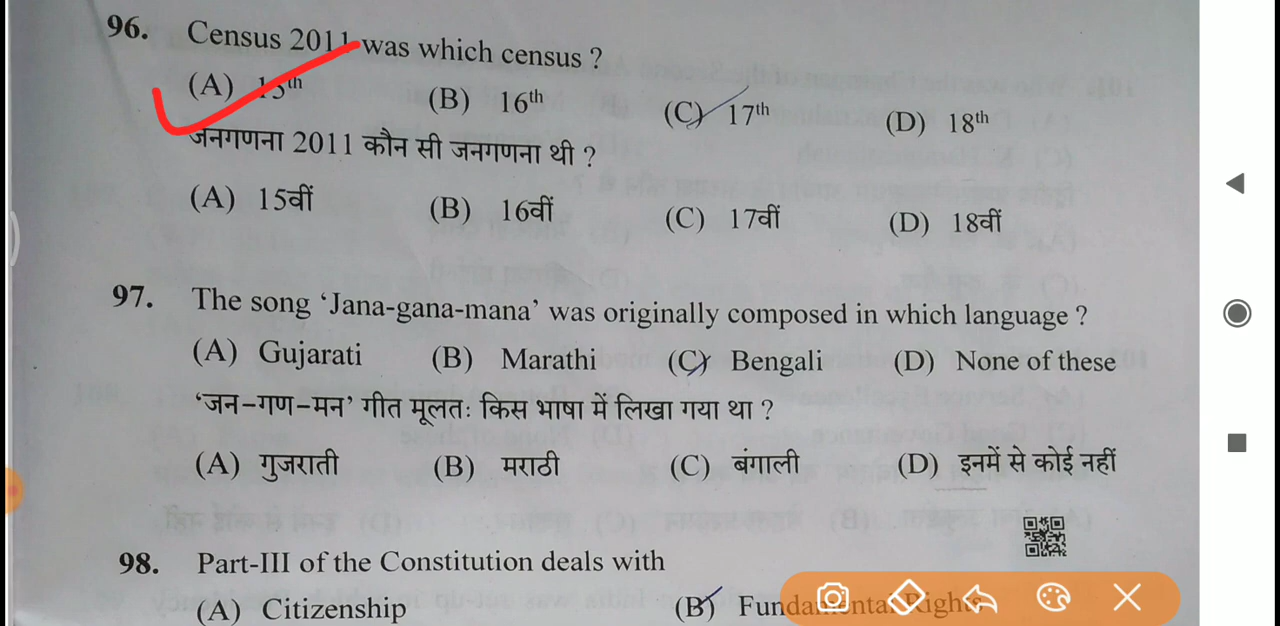 96. Census 2011 was which census ?
(A) 15th (B) 16th (C) 17th (D) 18th
जनगणना 2011 कौन सी जनगणना थी ?
(A) 15वीं (B) 16वीं (C) 17वीं (D) 18वीं
97. The song ‘Jana-gana-mana’ was originally composed in which language ?
(A) Gujarati (B) Marathi (C) Bengali (D) None of these
‘जन-गण-मन’ गीत मूलतः किस भाषा में लिखा गया था ?
(A) गुजराती (B) मराठी (C) बंगाली (D) इनमें से कोई नहीं
98. Part-III of the Constitution deals with
(A) Citizenship (B) Fundamental Rights